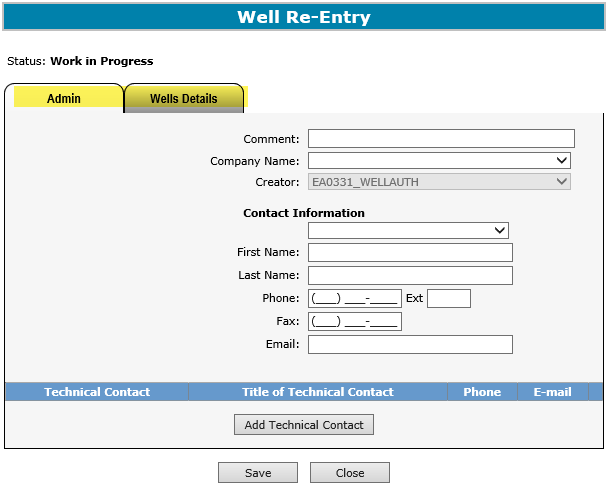 Well Re-Entry
Status: Work in Progress
Admin Wells Details
Comment:
Company Name:
Creator: EA0331_WELLAUTH
Contact Information
First Name:
Last Name:
Phone: (___) ___-____ Ext
Fax: (___) ___-____
Email:
Technical Contact Title of Technical Contact Phone E-mail
Add Technical Contact
Save Close